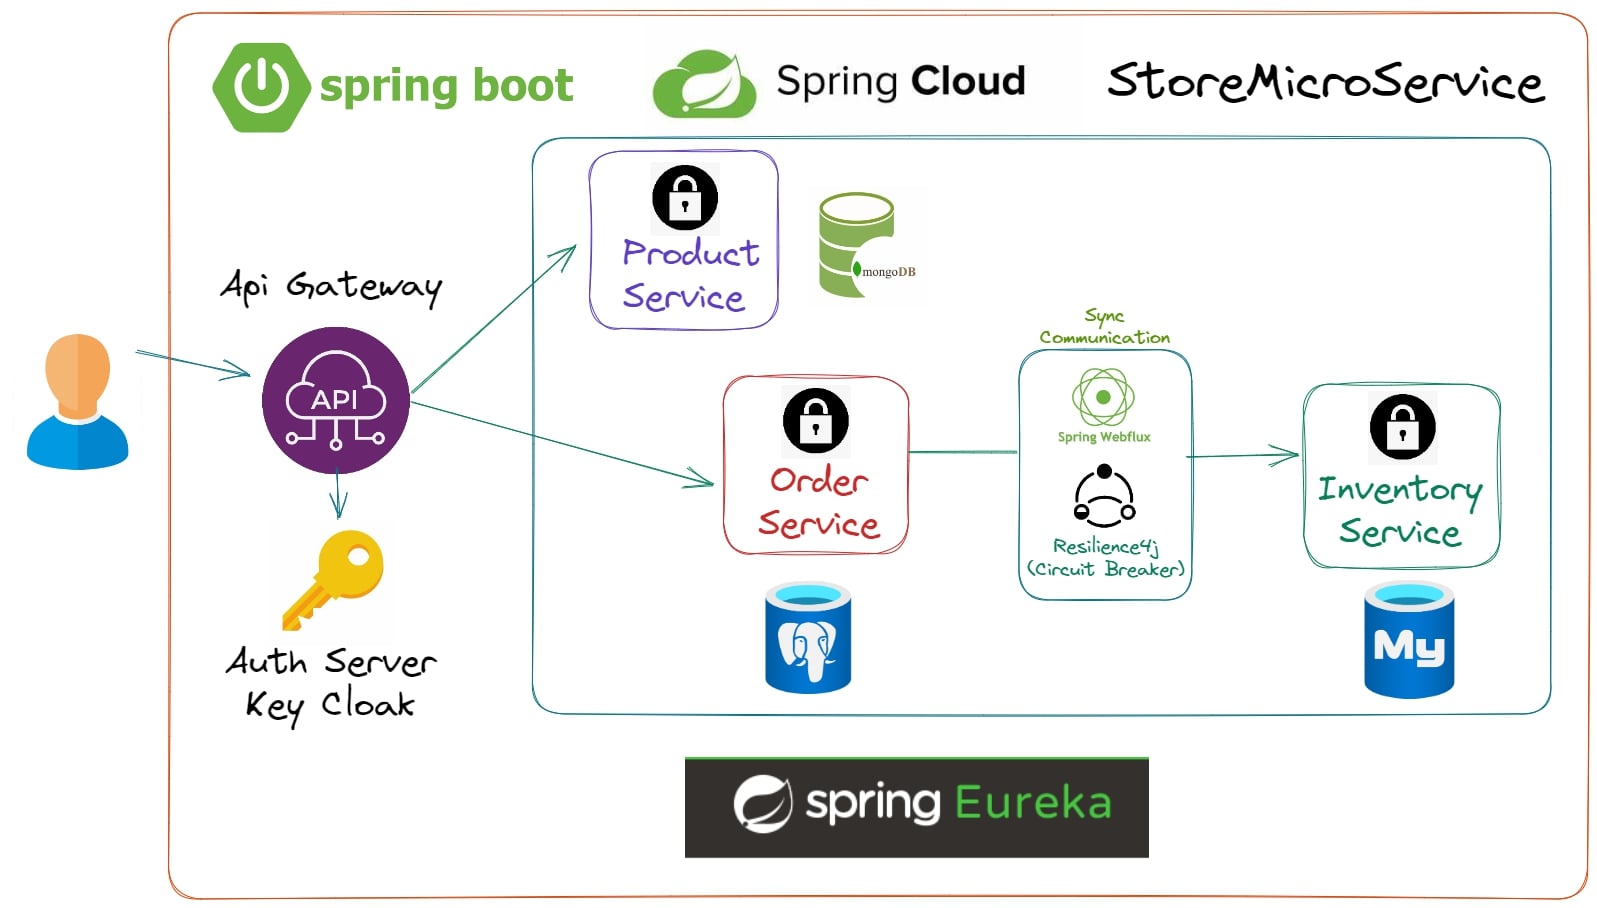 spring boot
Spring Cloud
StoreMicroService
Product
Service
mongoDB
Api Gateway
API
Sync
Communication
Spring Webflux
Resilience4j
(Circuit Breaker)
Order
Service
Inventory
Service
My
Auth Server
Key Cloak
spring Eureka